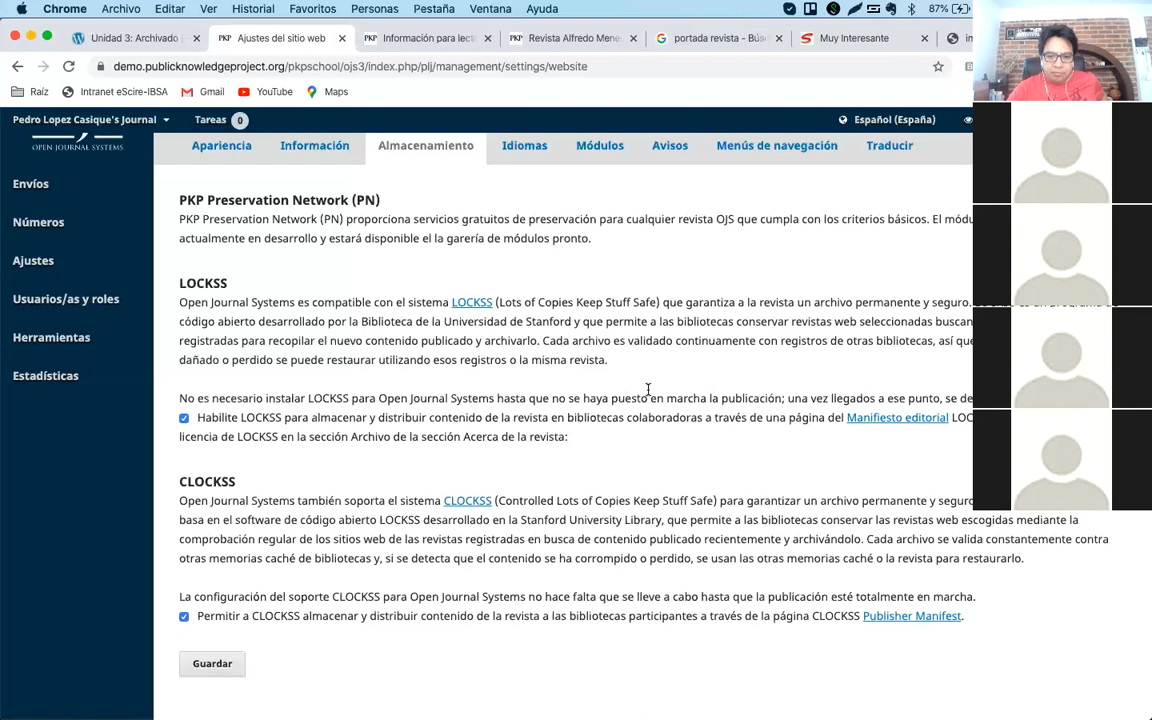 Chrome Archivo Editar Ver Historial Favoritos Personas Pestaña Ventana Ayuda 87%
Unidad 3: Archivado
PKP Ajustes del sitio web
PKP Información para lect
PKP Revista Alfredo Mene
portada revista - Bús
Muy Interesante
demo.publicknowledgeproject.org/pkpschool/ojs3/index.php/plj/management/settings/website
Raíz Intranet eScire-IBSA Gmail YouTube Maps
Pedro Lopez Casique's Journal Tareas 0 Español (España)
OPEN JOURNAL SYSTEMS
Apariencia Información Almacenamiento Idiomas Módulos Avisos Menús de navegación Traducir
Envíos
Números
Ajustes
Usuarios/as y roles
Herramientas
Estadísticas
PKP Preservation Network (PN)
PKP Preservation Network (PN) proporciona servicios gratuitos de preservación para cualquier revista OJS que cumpla con los criterios básicos. El módu
actualmente en desarrollo y estará disponible el la garería de módulos pronto.
LOCKSS
Open Journal Systems es compatible con el sistema LOCKSS (Lots of Copies Keep Stuff Safe) que garantiza a la revista un archivo permanente y seguro.
código abierto desarrollado por la Biblioteca de la Universidad de Stanford y que permite a las bibliotecas conservar revistas web seleccionadas buscan
registradas para recopilar el nuevo contenido publicado y archivarlo. Cada archivo es validado continuamente con registros de otras bibliotecas, así que
dañado o perdido se puede restaurar utilizando esos registros o la misma revista.
No es necesario instalar LOCKSS para Open Journal Systems hasta que no se haya puesto en marcha la publicación; una vez llegados a ese punto, se de
Habilite LOCKSS para almacenar y distribuir contenido de la revista en bibliotecas colaboradoras a través de una página del Manifiesto editorial LOC
licencia de LOCKSS en la sección Archivo de la sección Acerca de la revista:
CLOCKSS
Open Journal Systems también soporta el sistema CLOCKSS (Controlled Lots of Copies Keep Stuff Safe) para garantizar un archivo permanente y segur
basa en el software de código abierto LOCKSS desarrollado en la Stanford University Library, que permite a las bibliotecas conservar las revistas web escogidas mediante la
comprobación regular de los sitios web de las revistas registradas en busca de contenido publicado recientemente y archivándolo. Cada archivo se valida constantemente contra
otras memorias caché de bibliotecas y, si se detecta que el contenido se ha corrompido o perdido, se usan las otras memorias caché o la revista para restaurarlo.
La configuración del soporte CLOCKSS para Open Journal Systems no hace falta que se lleve a cabo hasta que la publicación esté totalmente en marcha.
Permitir a CLOCKSS almacenar y distribuir contenido de la revista a las bibliotecas participantes a través de la página CLOCKSS Publisher Manifest.
Guardar